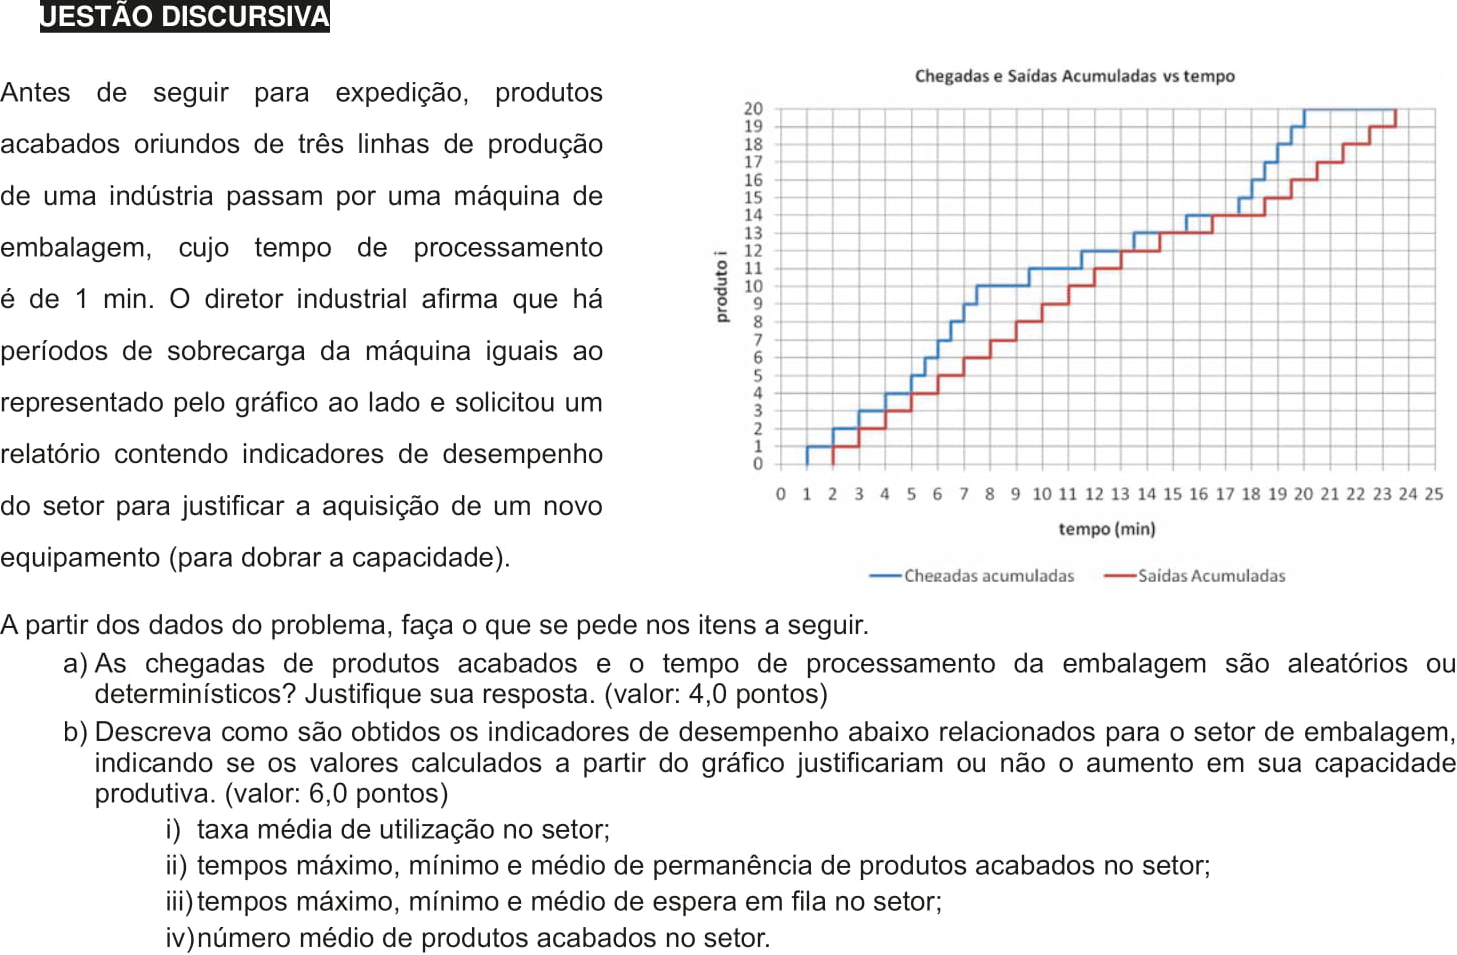 UESTÃO DISCURSIVA
Antes de seguir para expedição, produtos
acabados oriundos de três linhas de produção
de uma indústria passam por uma máquina de
embalagem, cujo tempo de processamento
é de 1 min. O diretor industrial afirma que há
períodos de sobrecarga da máquina iguais ao
representado pelo gráfico ao lado e solicitou um
relatório contendo indicadores de desempenho
do setor para justificar a aquisição de um novo
equipamento (para dobrar a capacidade).
Chegadas e Saídas Acumuladas vs tempo
produto i
20
19
18
17
16
15
14
13
12
11
10
9
8
7
6
5
4
3
2
1
0
0 1 2 3 4 5 6 7 8 9 10 11 12 13 14 15 16 17 18 19 20 21 22 23 24 25
tempo (min)
Chegadas acumuladas Saídas Acumuladas
A partir dos dados do problema, faça o que se pede nos itens a seguir.
a) As chegadas de produtos acabados e o tempo de processamento da embalagem são aleatórios ou
determinísticos? Justifique sua resposta. (valor: 4,0 pontos)
b) Descreva como são obtidos os indicadores de desempenho abaixo relacionados para o setor de embalagem,
indicando se os valores calculados a partir do gráfico justificariam ou não o aumento em sua capacidade
produtiva. (valor: 6,0 pontos)
i) taxa média de utilização no setor;
ii) tempos máximo, mínimo e médio de permanência de produtos acabados no setor;
iii) tempos máximo, mínimo e médio de espera em fila no setor;
iv) número médio de produtos acabados no setor.